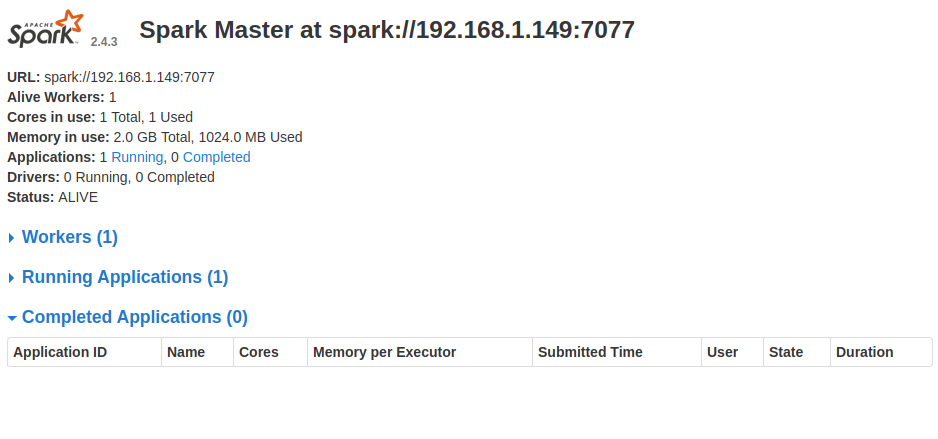 APACHE
Spark 2.4.3 Spark Master at spark://192.168.1.149:7077
URL: spark://192.168.1.149:7077
Alive Workers: 1
Cores in use: 1 Total, 1 Used
Memory in use: 2.0 GB Total, 1024.0 MB Used
Applications: 1 Running, 0 Completed
Drivers: 0 Running, 0 Completed
Status: ALIVE
Workers (1)
Running Applications (1)
Completed Applications (0)
Application ID Name Cores Memory per Executor Submitted Time User State Duration